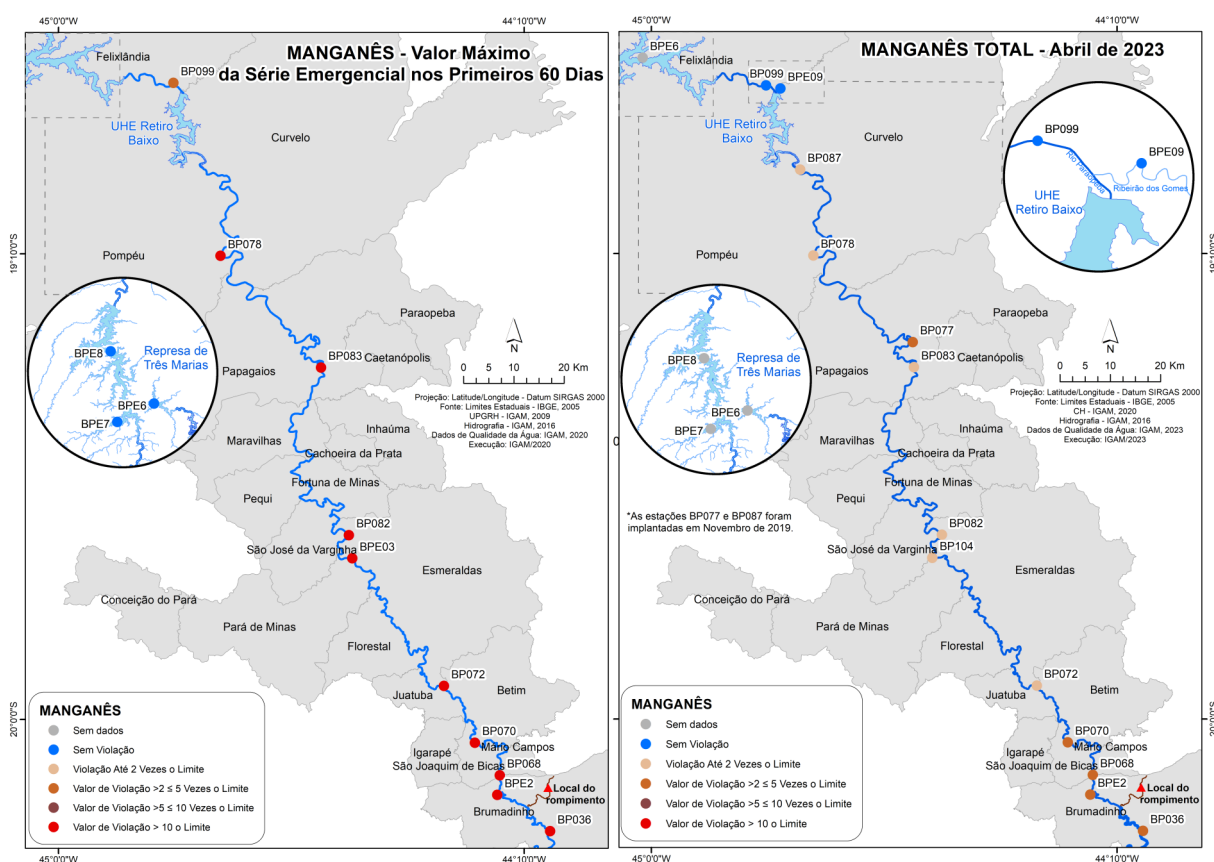 45°0'0"W
44°10'0"W
MANGANÊS - Valor Máximo
da Série Emergencial nos Primeiros 60 Dias
Felixlândia
BP099
UHE Retiro
Baixo
Curvelo
19°10'0"S
BP078
Pompéu
Paraopeba
N
BPE8
Represa de
Três Marias
BPE6
BPE7
BP083
Caetanópolis
Papagaios
0 10 20 Km
Projeção: Latitude/Longitude - Datum SIRGAS 2000
Fonte: Limites Estaduais - IBGE, 2005
UPGRH - IGAM, 2009
Hidrografia - IGAM, 2016
Dados de Qualidade da Água: IGAM, 2020
Execução: IGAM/2020
Inhaúma
Maravilhas
Cachoeira da Prata
Fortuna de Minas
Pequi
BP082
São José da Varginha
BPE03
Esmeraldas
Conceição do Pará
Pará de Minas
Florestal
BP072
Juatuba
Betim
20°0'0"S
BP070
Igarapé
Mário Campos
São Joaquim de Bicas
BP068
BPE2
Local do
rompimento
Brumadinho
BP036
MANGANÊS
Sem dados
Sem Violação
Violação Até 2 Vezes o Limite
Valor de Violação >2 ≤ 5 Vezes o Limite
Valor de Violação >5 ≤ 10 Vezes o Limite
Valor de Violação > 10 o Limite
45°0'0"W
44°10'0"W
45°0'0"W
44°10'0"W
MANGANÊS TOTAL - Abril de 2023
BPE6
Felixlândia
BP099
BPE09
UHE Retiro
Baixo
Curvelo
BP087
BP099
BPE09
Rio Paraopeba
Ribeirão dos Gomes
UHE
Retiro Baixo
19°10'0"S
BP078
Pompéu
Paraopeba
N
BP077
BPE8
Represa de
Três Marias
BPE6
BPE7
BP083
Caetanópolis
Papagaios
0 10 20 Km
Projeção: Latitude/Longitude - Datum SIRGAS 2000
Fonte: Limites Estaduais - IBGE, 2005
CH - IGAM, 2020
Hidrografia - IGAM, 2016
Dados de Qualidade da Água: IGAM, 2023
Execução: IGAM/2023
Inhaúma
Maravilhas
Cachoeira da Prata
Fortuna de Minas
Pequi
*As estações BP077 e BP087 foram
implantadas em Novembro de 2019.
BP082
São José da Varginha
BP104
Esmeraldas
Conceição do Pará
Pará de Minas
Florestal
BP072
Juatuba
Betim
20°0'0"S
BP070
Igarapé
Mário Campos
São Joaquim de Bicas
BP068
BPE2
Local do
rompimento
Brumadinho
BP036
MANGANÊS
Sem dados
Sem Violação
Violação Até 2 Vezes o Limite
Valor de Violação >2 ≤ 5 Vezes o Limite
Valor de Violação >5 ≤ 10 Vezes o Limite
Valor de Violação > 10 o Limite
45°0'0"W
44°10'0"W